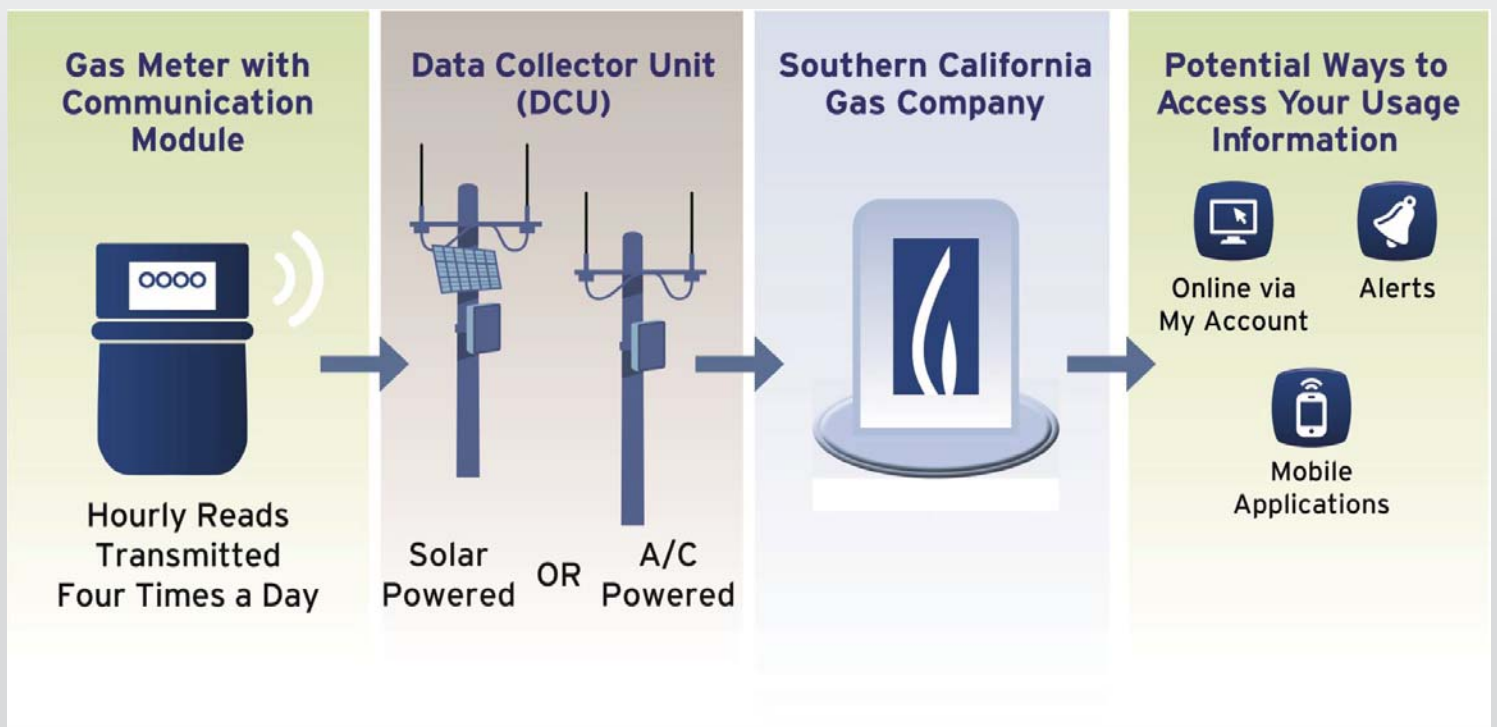 Gas Meter with
Communication
Module
OOOO
Hourly Reads
Transmitted
Four Times a Day
Data Collector Unit
(DCU)
Solar
Powered
OR
A/C
Powered
Southern California
Gas Company
Potential Ways to
Access Your Usage
Information
Online via
My Account
Alerts
Mobile
Applications